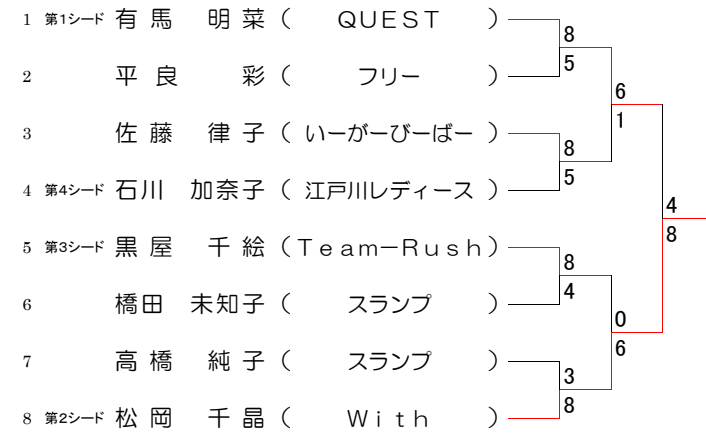 1 第1シード 有 馬 明 菜 ( QUEST )
8
2 平 良 彩 ( フリー )
5
6
1
3 佐 藤 律 子 ( いーがーびーばー )
8
4 第4シード 石川 加奈子 ( 江戸川レディース )
5
4
8
5 第3シード 黒 屋 千 絵 (Ｔｅａｍ－Ｒｕｓｈ)
8
6 橋田 未知子 ( スランプ )
4
0
6
7 高 橋 純 子 ( スランプ )
3
8 第2シード 松 岡 千 晶 ( Ｗｉｔｈ )
8